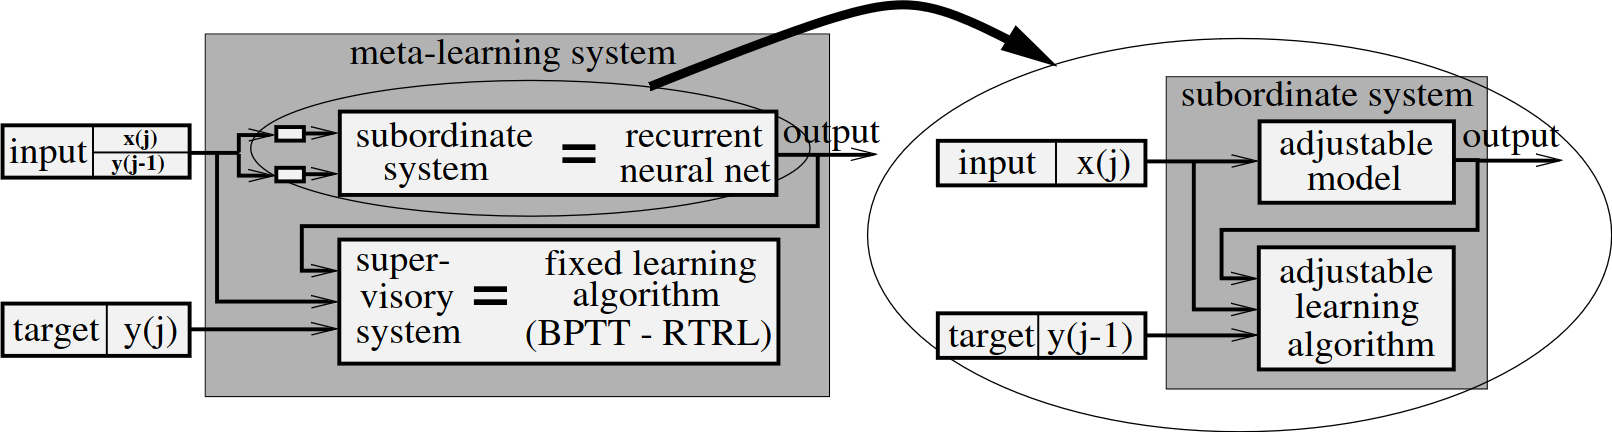 meta-learning system
input
x(j)
y(j-1)
subordinate
system
=
recurrent
neural net
output
super-
visory
system
=
fixed learning
algorithm
(BPTT - RTRL)
target
y(j)
subordinate system
input
x(j)
adjustable
model
output
adjustable
learning
algorithm
target
y(j-1)